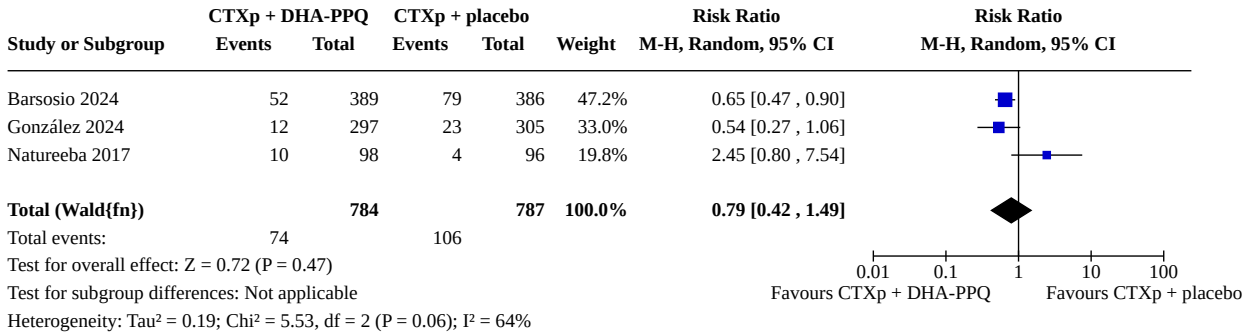 CTXp + DHA-PPQ CTXp + placebo Risk Ratio Risk Ratio
Study or Subgroup Events Total Events Total Weight M-H, Random, 95% CI M-H, Random, 95% CI
Barsosio 2024 52 389 79 386 47.2% 0.65 [0.47 , 0.90]
González 2024 12 297 23 305 33.0% 0.54 [0.27 , 1.06]
Natureeba 2017 10 98 4 96 19.8% 2.45 [0.80 , 7.54]
Total (Wald{fn}) 784 787 100.0% 0.79 [0.42 , 1.49]
Total events: 74 106
Test for overall effect: Z = 0.72 (P = 0.47) 0.01 0.1 1 10 100
Test for subgroup differences: Not applicable Favours CTXp + DHA-PPQ Favours CTXp + placebo
Heterogeneity: Tau² = 0.19; Chi² = 5.53, df = 2 (P = 0.06); I² = 64%